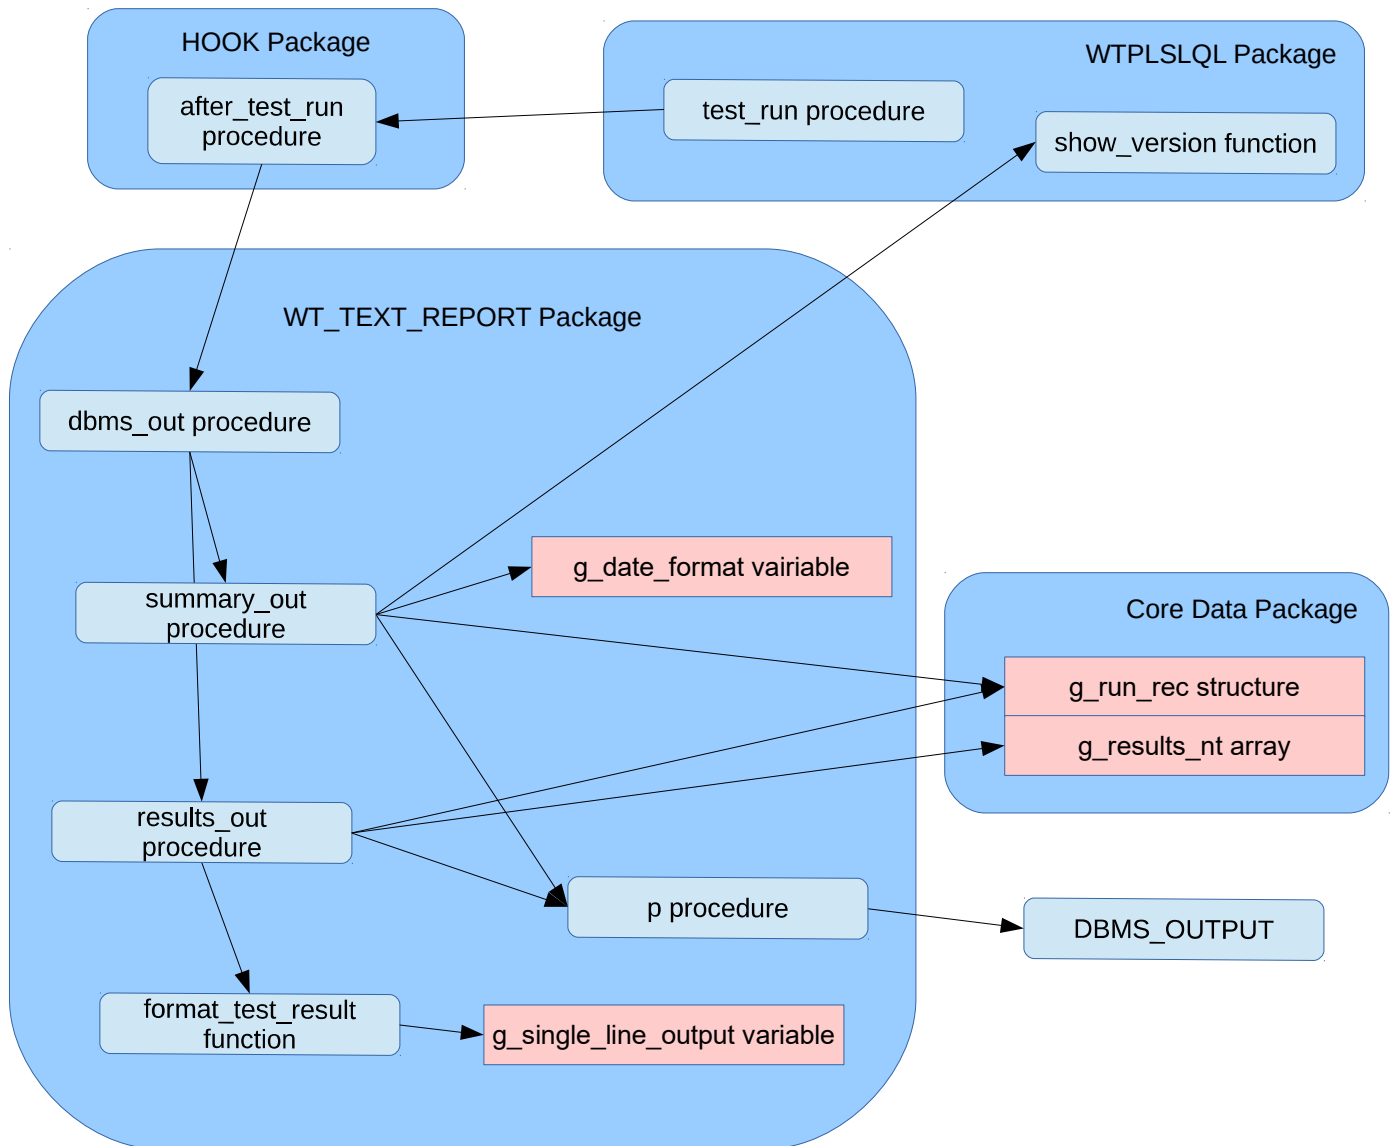 HOOK Package
after_test_run
procedure
WTPLSLQL Package
test_run procedure
show_version function
WT_TEXT_REPORT Package
dbms_out procedure
g_date_format vairiable
summary_out
procedure
Core Data Package
g_run_rec structure
g_results_nt array
results_out
procedure
p procedure
DBMS_OUTPUT
format_test_result
function
g_single_line_output variable